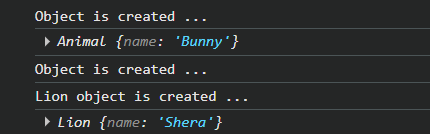 Object is created ...
Animal {name: 'Bunny'}
Object is created ...
Lion object is created ...
Lion {name: 'Shera'}